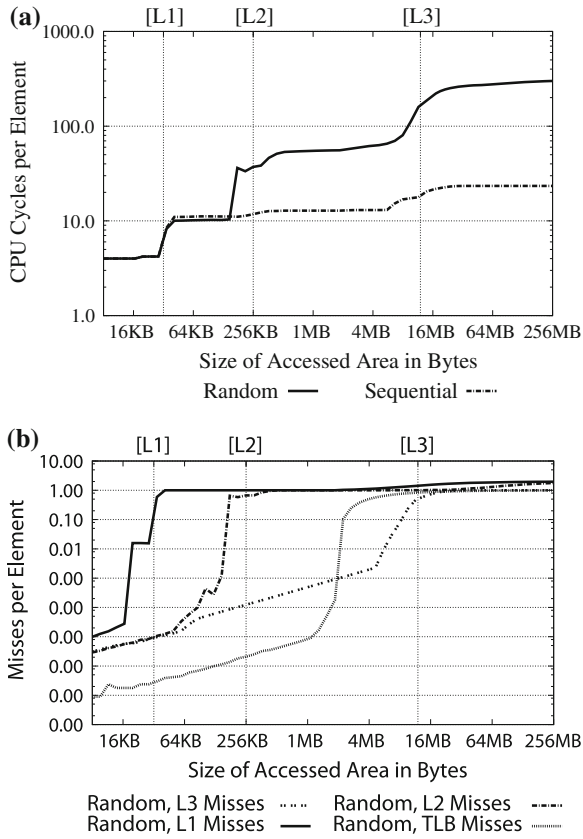 (a)
[L1] [L2] [L3]
1000.0
100.0
10.0
1.0
CPU Cycles per Element
16KB 64KB 256KB 1MB 4MB 16MB 64MB 256MB
Size of Accessed Area in Bytes
Random Sequential
(b)
[L1] [L2] [L3]
10.00
1.00
0.10
0.01
0.00
0.00
0.00
0.00
0.00
0.00
Misses per Element
16KB 64KB 256KB 1MB 4MB 16MB 64MB 256MB
Size of Accessed Area in Bytes
Random, L3 Misses Random, L2 Misses
Random, L1 Misses Random, TLB Misses